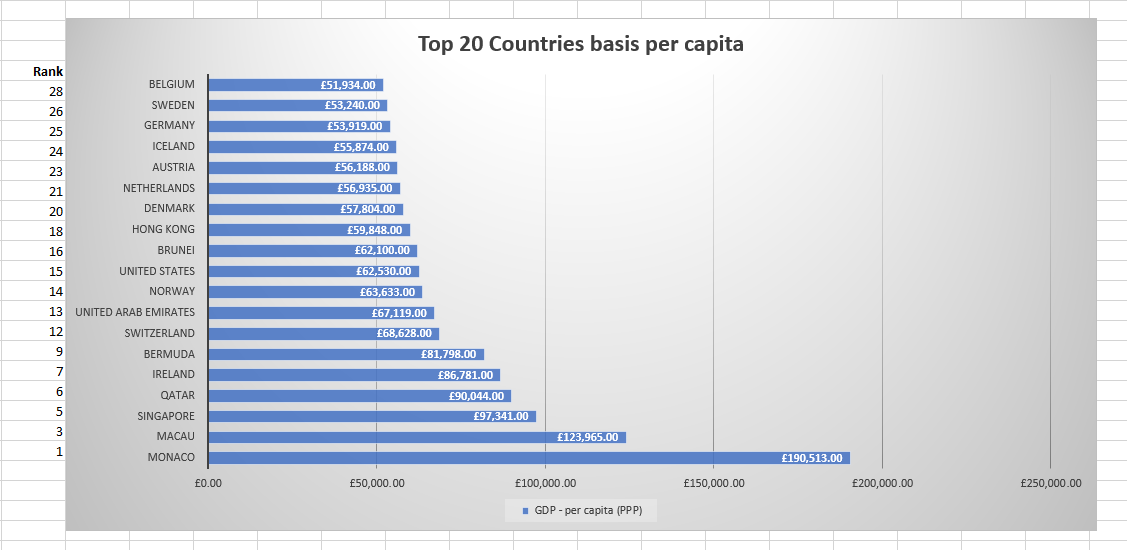 Top 20 Countries basis per capita
Rank
28 BELGIUM £51,934.00
26 SWEDEN £53,240.00
25 GERMANY £53,919.00
24 ICELAND £55,874.00
23 AUSTRIA £56,188.00
21 NETHERLANDS £56,935.00
20 DENMARK £57,804.00
18 HONG KONG £59,848.00
16 BRUNEI £62,100.00
15 UNITED STATES £62,530.00
14 NORWAY £63,633.00
13 UNITED ARAB EMIRATES £67,119.00
12 SWITZERLAND £68,628.00
9 BERMUDA £81,798.00
7 IRELAND £86,781.00
6 QATAR £90,044.00
5 SINGAPORE £97,341.00
3 MACAU £123,965.00
1 MONACO £190,513.00
£0.00 £50,000.00 £100,000.00 £150,000.00 £200,000.00 £250,000.00
GDP - per capita (PPP)